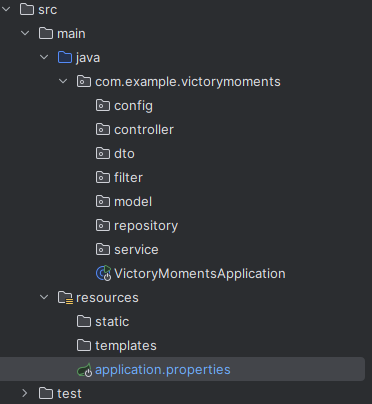 src
main
java
com.example.victorymoments
config
controller
dto
filter
model
repository
service
VictoryMomentsApplication
resources
static
templates
application.properties
test